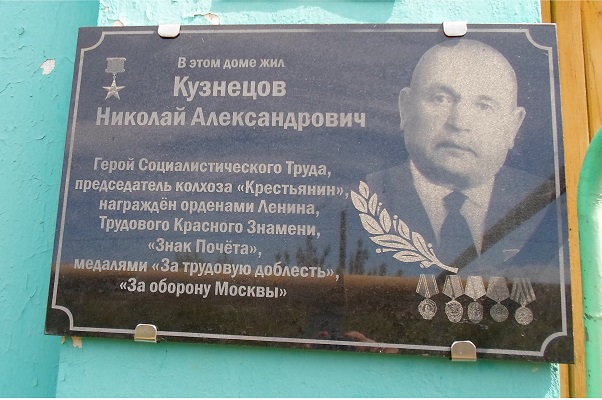 В этом доме жил
Кузнецов
Николай Александрович
Герой Социалистического Труда,
председатель колхоза «Крестьянин»,
награждён орденами Ленина,
Трудового Красного Знамени,
«Знак Почёта»,
медалями «За трудовую доблесть»,
«За оборону Москвы»